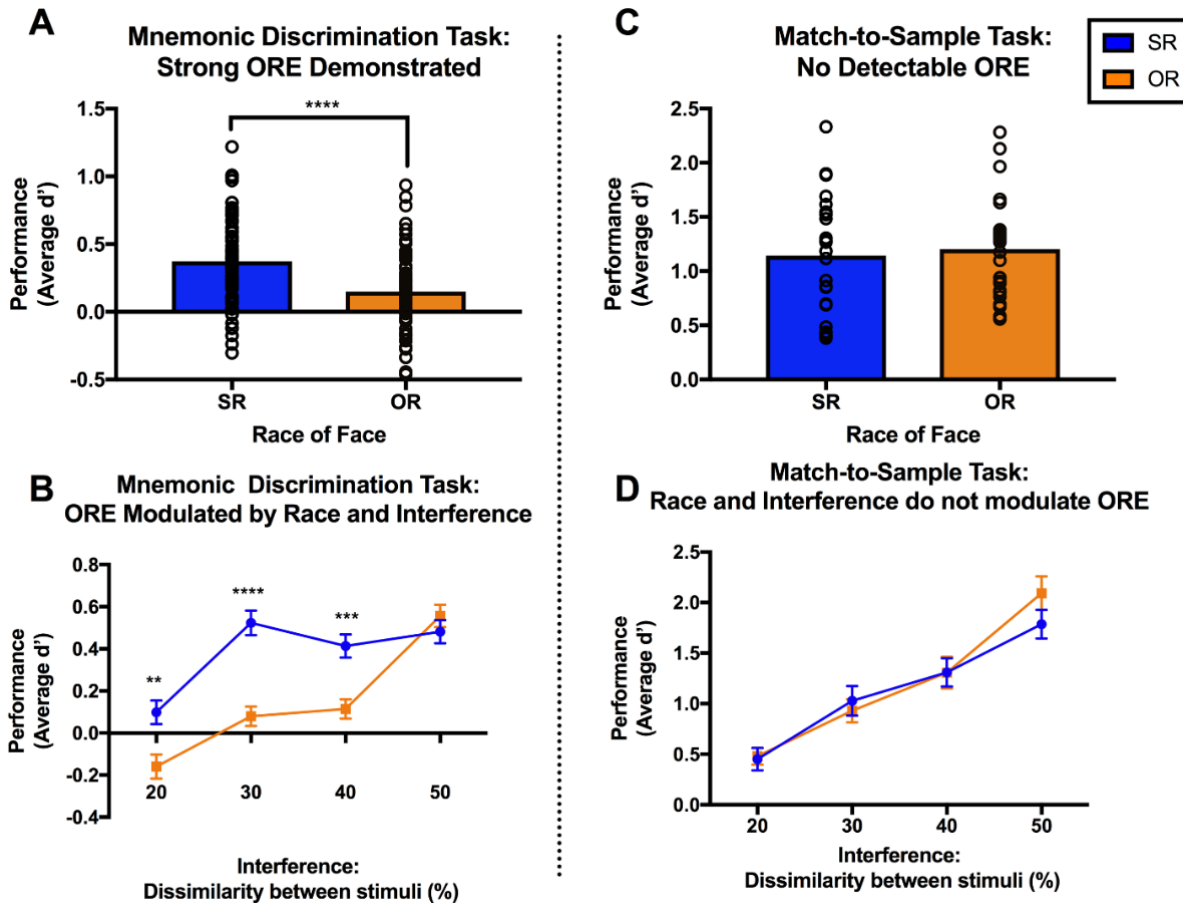 A
Mnemonic Discrimination Task:
Strong ORE Demonstrated
****
1.5
1.0
0.5
0.0
-0.5
Performance
(Average d’)
SR
OR
Race of Face
C
Match-to-Sample Task:
No Detectable ORE
SR
OR
2.5
2.0
1.5
1.0
0.5
0.0
Performance
(Average d’)
SR
OR
Race of Face
B
Mnemonic Discrimination Task:
ORE Modulated by Race and Interference
0.8
0.6
0.4
0.2
0.0
-0.2
-0.4
Performance
(Average d’)
**
****
***
20
30
40
50
Interference:
Dissimilarity between stimuli (%)
D
Match-to-Sample Task:
Race and Interference do not modulate ORE
2.5
2.0
1.5
1.0
0.5
0.0
Performance
(Average d’)
20
30
40
50
Interference:
Dissimilarity between stimuli (%)